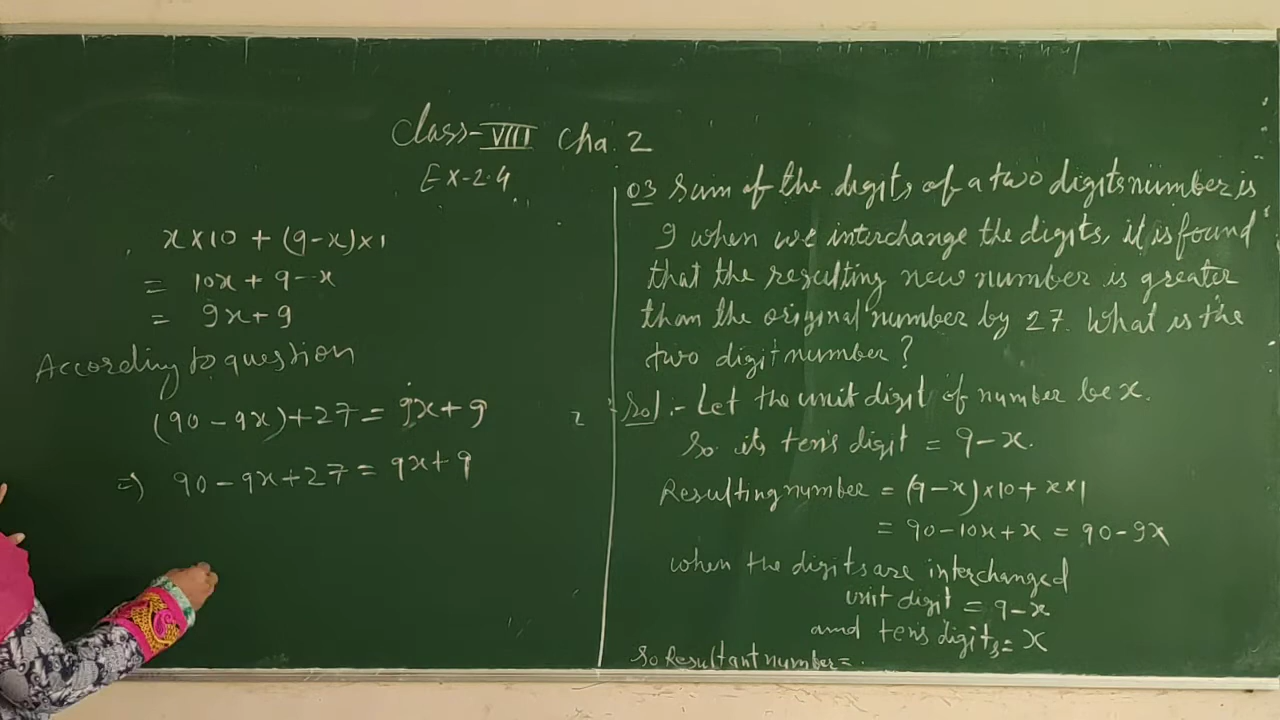 Class-VIII Cha. 2
Ex-2.4
Q3 Sum of the digits of a two digits number is
9 when we interchange the digits, it is found
that the resulting new number is greater
than the original number by 27. What is the
two digit number?
Sol:- Let the unit digit of number be x.
So its ten's digit = 9-x.
Resulting number = (9-x)×10+x×1
= 90-10x+x = 90-9x
when the digits are interchanged
unit digit = 9-x
and ten's digits = x
So Resultant number =
x×10 + (9-x)×1
= 10x+9-x
= 9x+9
According to question
(90-9x)+27=9x+9
=) 90-9x+27=9x+9